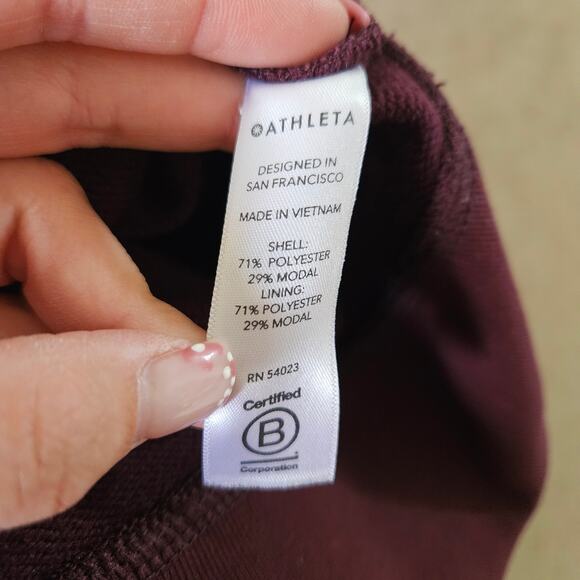 ATHLETA
DESIGNED IN
SAN FRANCISCO
MADE IN VIETNAM
SHELL:
71% POLYESTER
29% MODAL
LINING:
71% POLYESTER
29% MODAL
RN 54023
Certified
B
Corporation